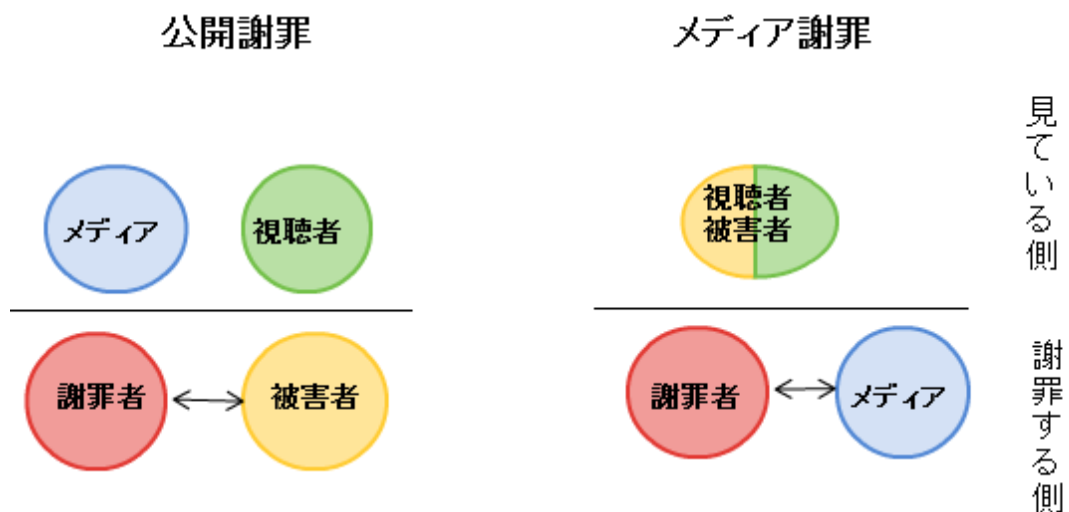 公開謝罪
メディア謝罪
メディア
視聴者
謝罪者
被害者
視聴者
被害者
謝罪者
メディア
見ている側
謝罪する側